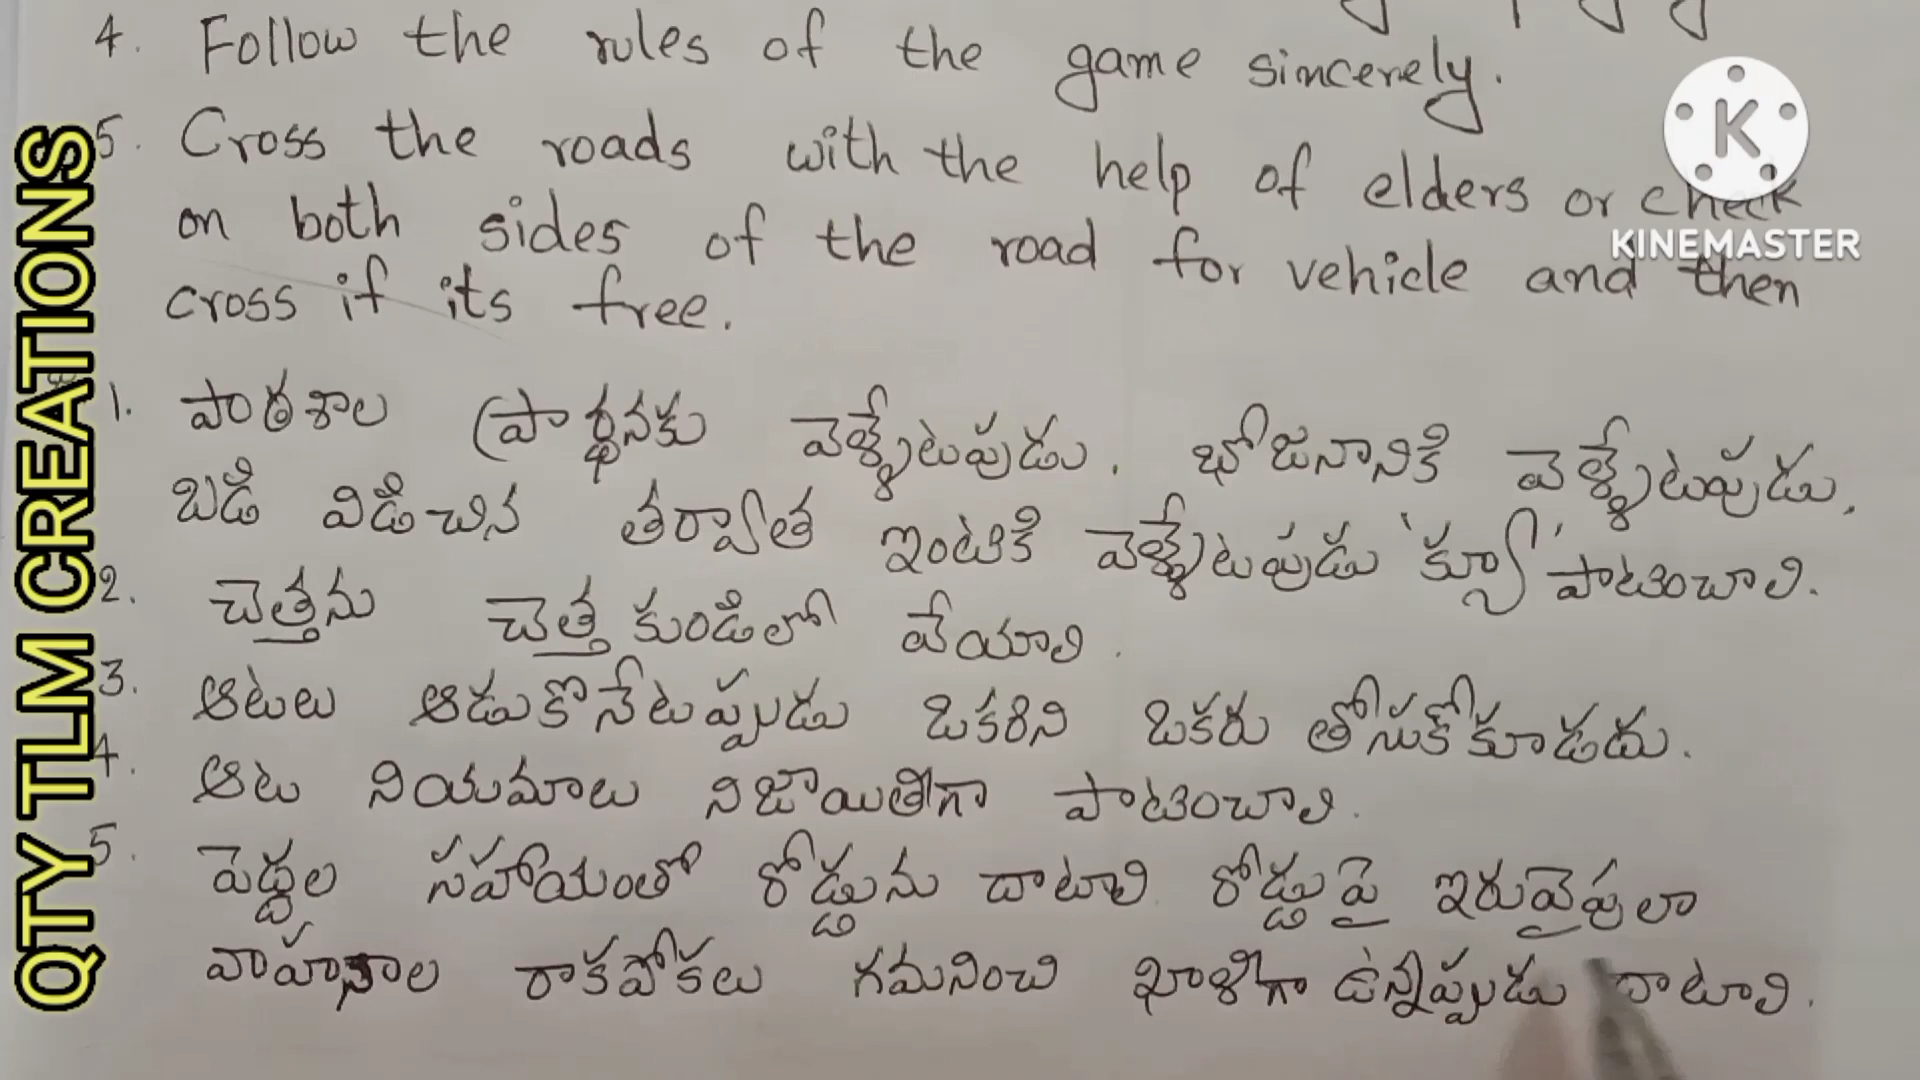 4. Follow the rules of the game sincerely.
5. Cross the roads with the help of elders or check
on both sides of the road for vehicle and then
cross if its free.
1. పాఠశాల ప్రార్థనకు వెళ్ళేటపుడు. భోజనానికి వెళ్ళేటపుడు.
బడి విడిచిన తర్వాత ఇంటికి వెళ్ళేటపుడు 'క్యూ' పాటించాలి.
2. చెత్తను చెత్త కుండిలో వేయాలి.
3. ఆటలు ఆడుకొనేటప్పుడు ఒకరిని ఒకరు తోసుకోకూడదు.
4. ఆట నియమాలు నిజాయితీగా పాటించాలి.
5. పెద్దల సహాయంతో రోడ్డును దాటాలి రోడ్డుపై ఇరువైపులా
వాహనాల రాకపోకలు గమనించి ఖాళీగా ఉన్నప్పుడు దాటాలి.
QTY TLM CREATIONS
K
KINEMASTER